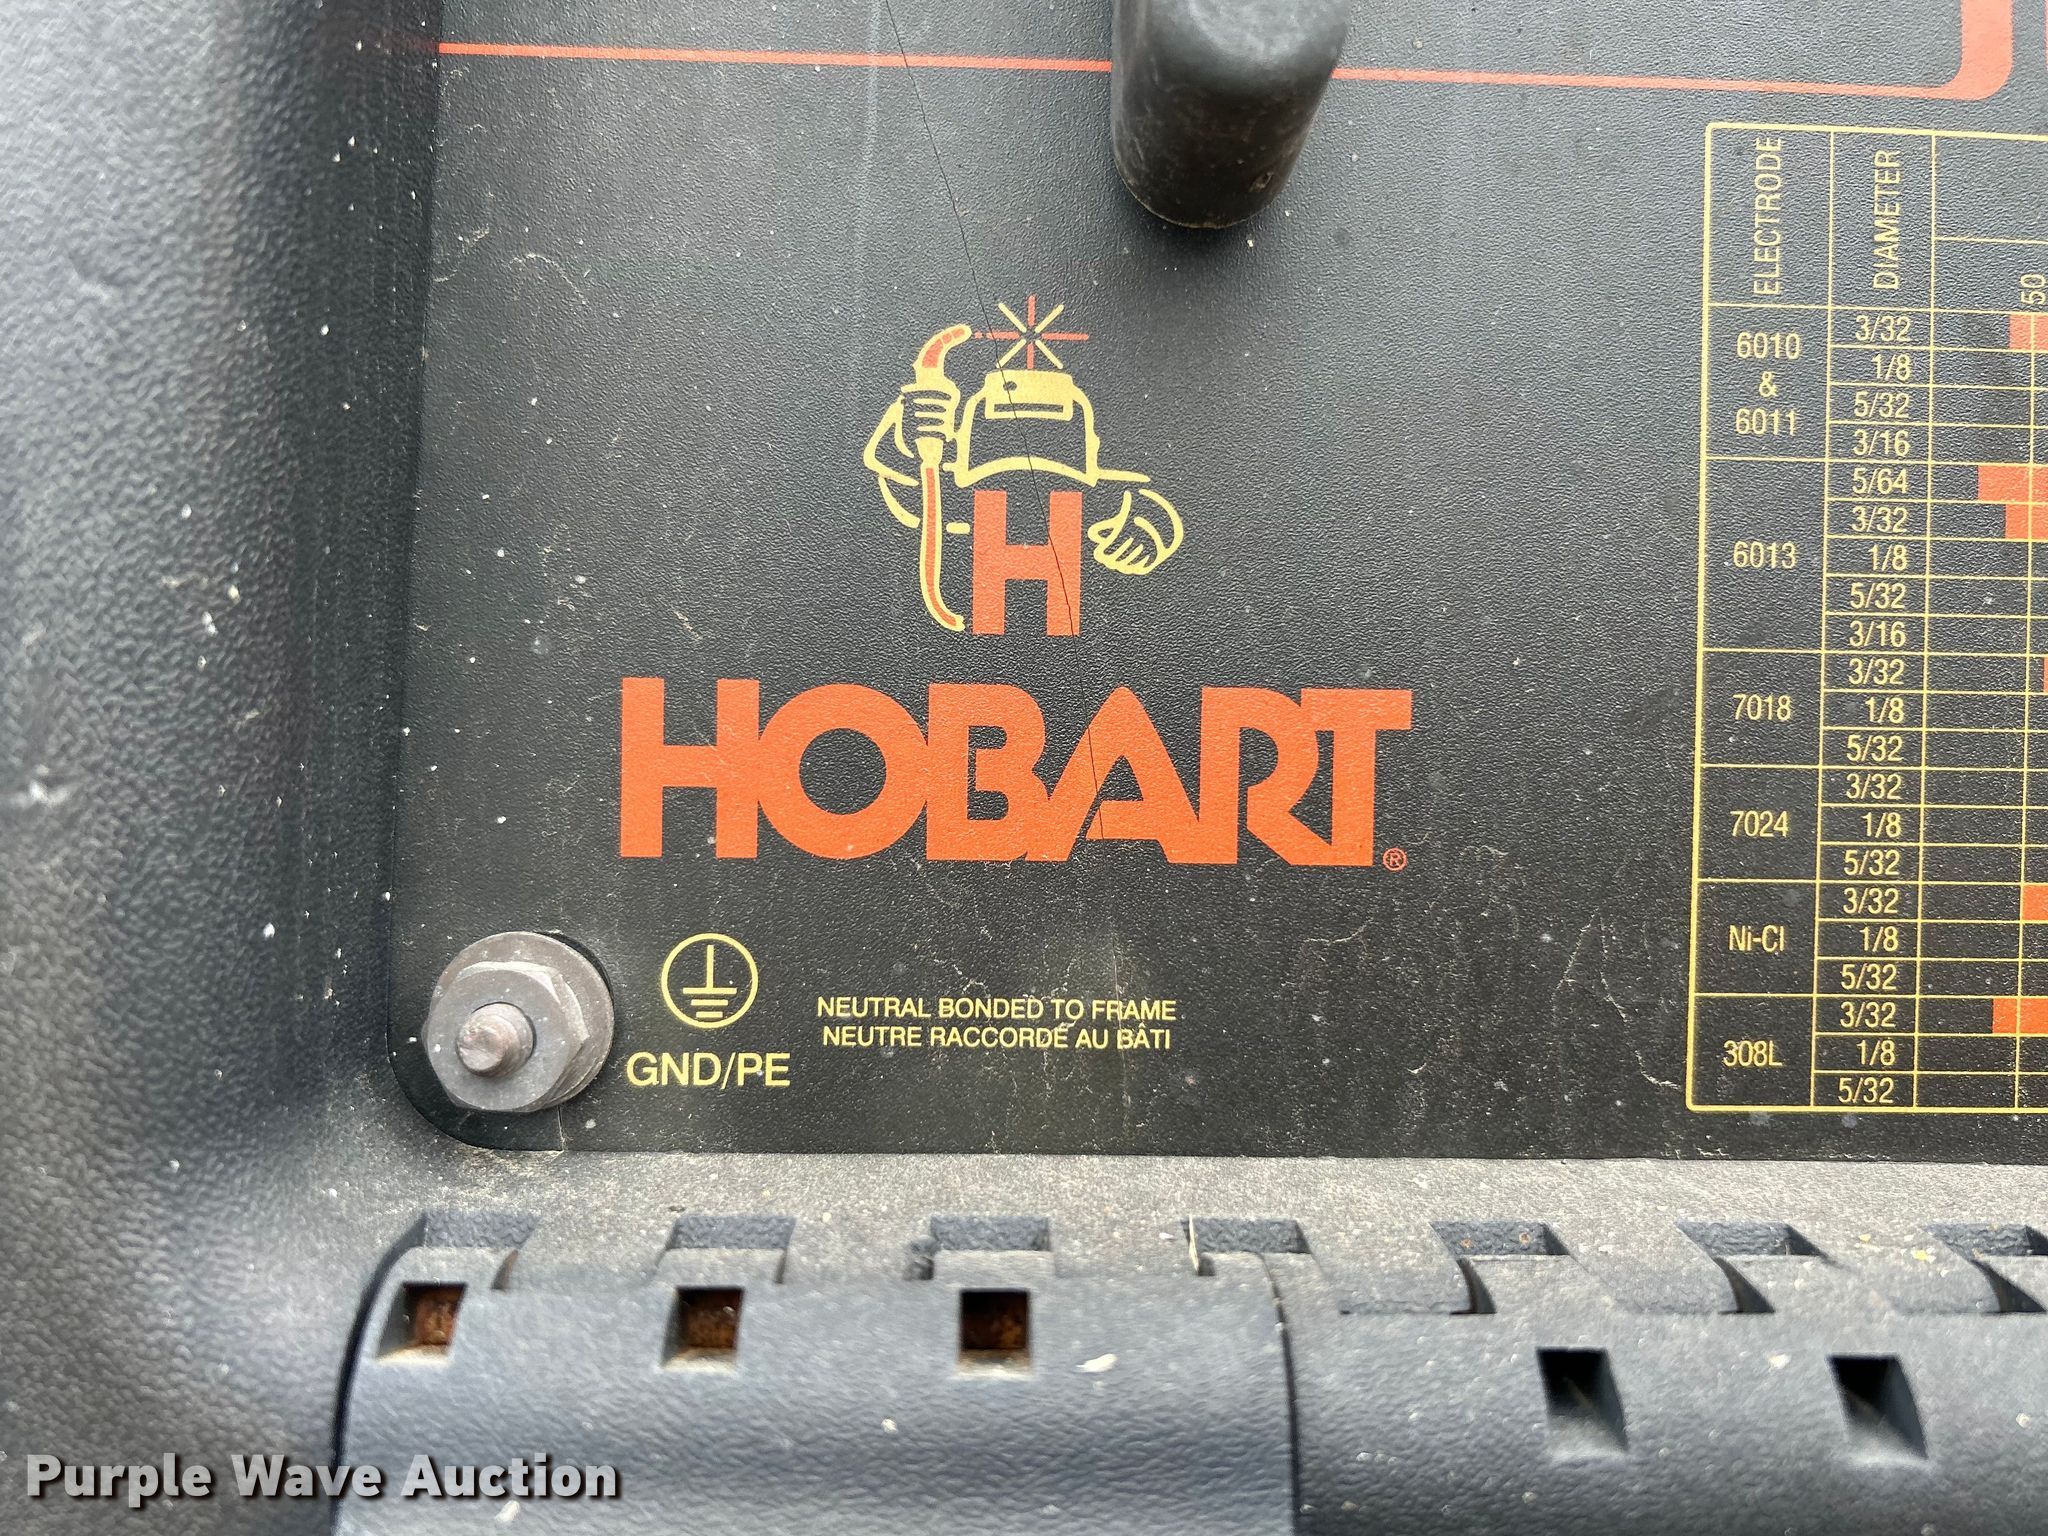 H
HOBART®
GND/PE
NEUTRAL BONDED TO FRAME
NEUTRE RACCORDÉ AU BÂTI
ELECTRODE
DIAMETER
50
6010
&
6011
3/32
1/8
5/32
3/16
6013
5/64
3/32
1/8
5/32
3/16
7018
3/32
1/8
5/32
7024
3/32
1/8
5/32
Ni-Cl
3/32
1/8
5/32
308L
3/32
1/8
5/32
Purple Wave Auction